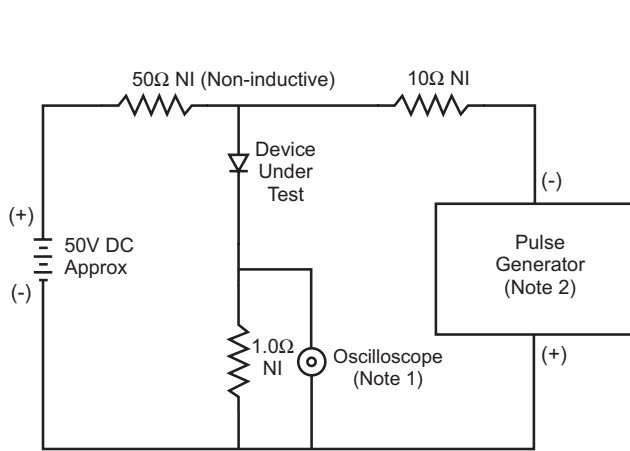 50Ω NI (Non-inductive)
10Ω NI
Device
Under
Test
(+)
50V DC
Approx
(-)
(-)
Pulse
Generator
(Note 2)
(+)
1.0Ω
NI
Oscilloscope
(Note 1)